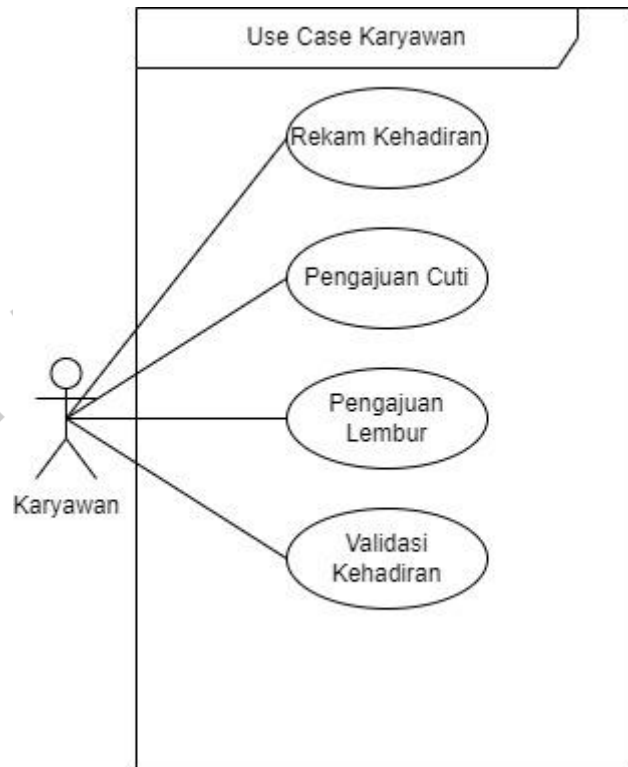 Use Case Karyawan
Rekam Kehadiran
Pengajuan Cuti
Pengajuan
Lembur
Karyawan
Validasi
Kehadiran